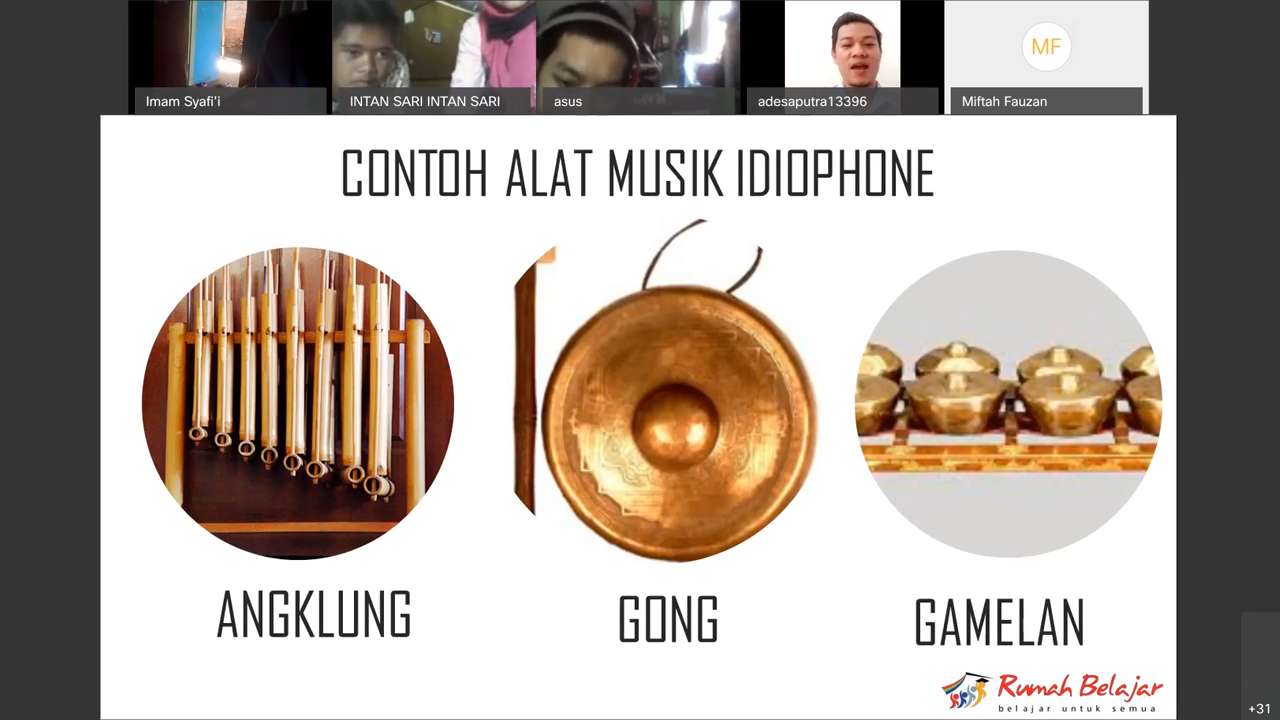 Imam Syafi'i
INTAN SARI INTAN SARI
asus
adesaputra13396
MF
Miftah Fauzan
CONTOH ALAT MUSIK IDIOPHONE
ANGKLUNG
GONG
GAMELAN
Rumah Belajar
belajar untuk semua
+31